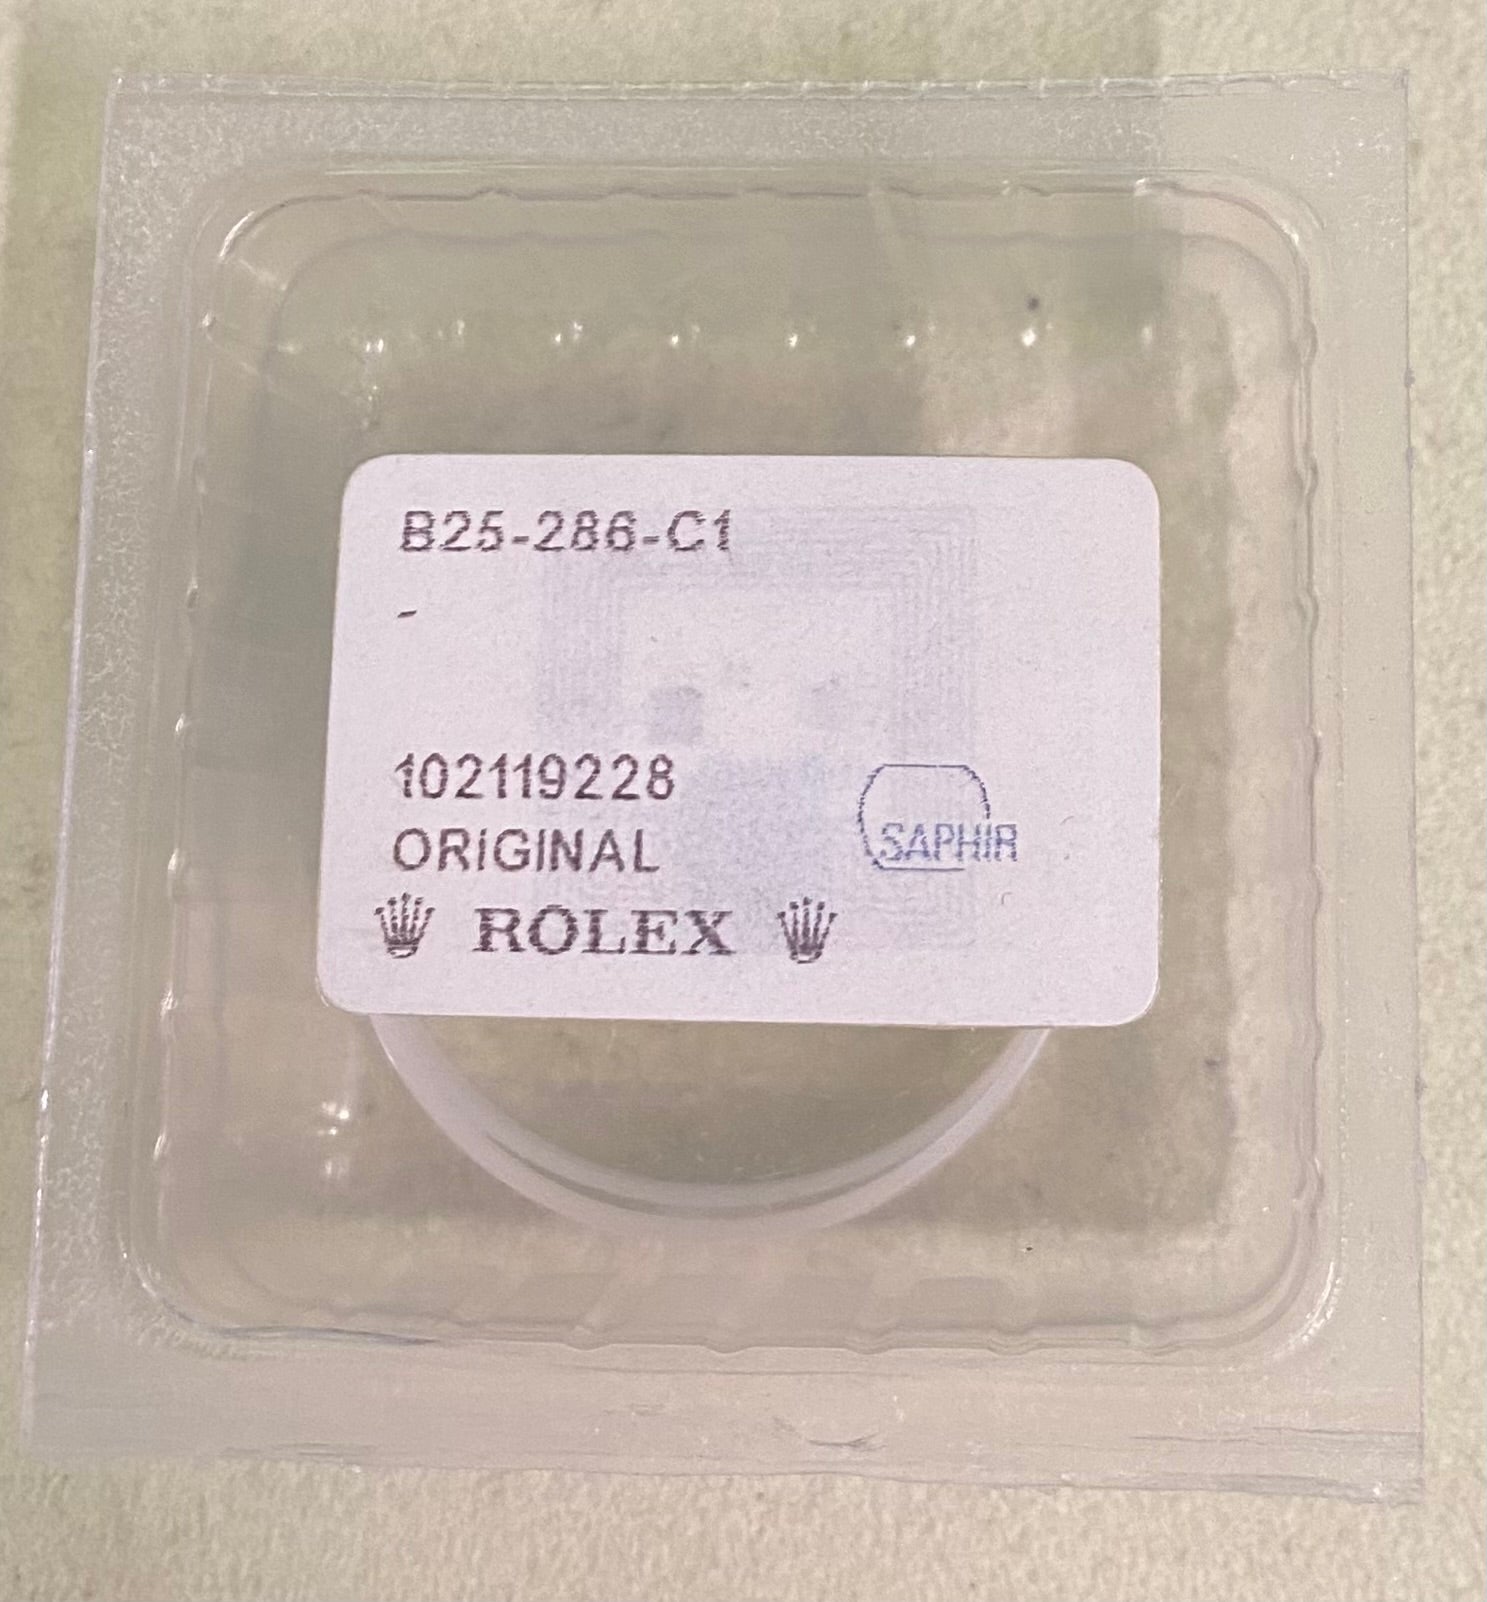 B25-286-C1
-
102119228
ORIGINAL
SAPHIR
ROLEX